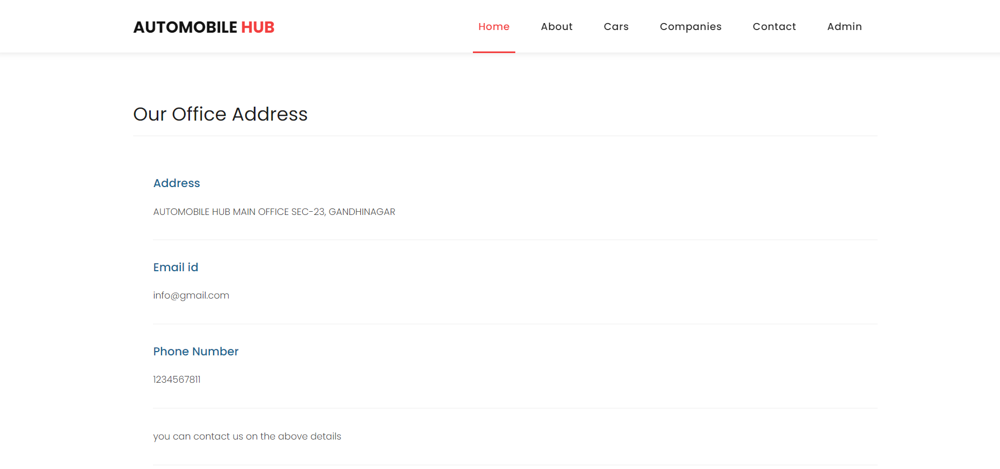 AUTOMOBILE HUB
Home About Cars Companies Contact Admin
Our Office Address
Address
AUTOMOBILE HUB MAIN OFFICE SEC-23, GANDHINAGAR
Email id
info@gmail.com
Phone Number
1234567811
you can contact us on the above details